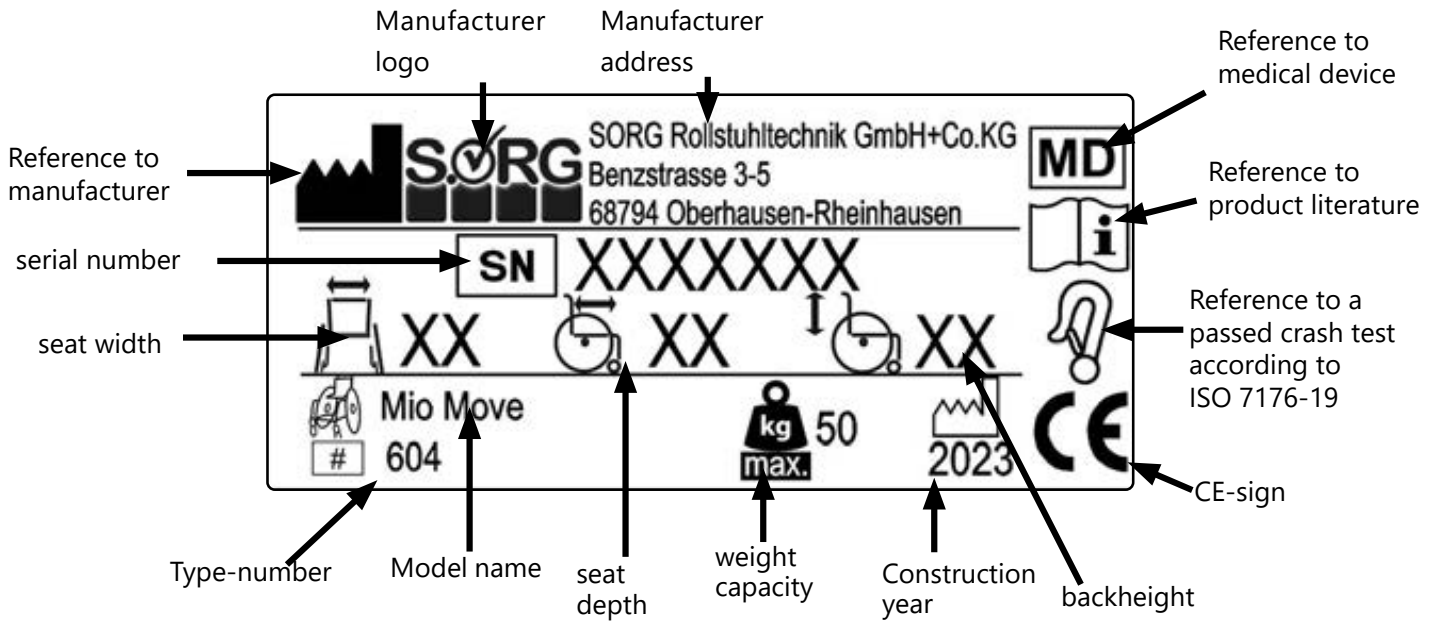 Manufacturer
logo
Manufacturer
address
Reference to
medical device
Reference to
manufacturer
S.ORG
SORG Rollstuhltechnik GmbH+Co.KG
Benzstrasse 3-5
68794 Oberhausen-Rheinhausen
MD
Reference to
product literature
i
serial number
SN XXXXXXX
seat width
XX XX XX
Reference to a
passed crash test
according to
ISO 7176-19
Mio Move
# 604
kg 50
max.
2023
CE
CE-sign
Type-number
Model name
seat
depth
weight
capacity
Construction
year
backheight